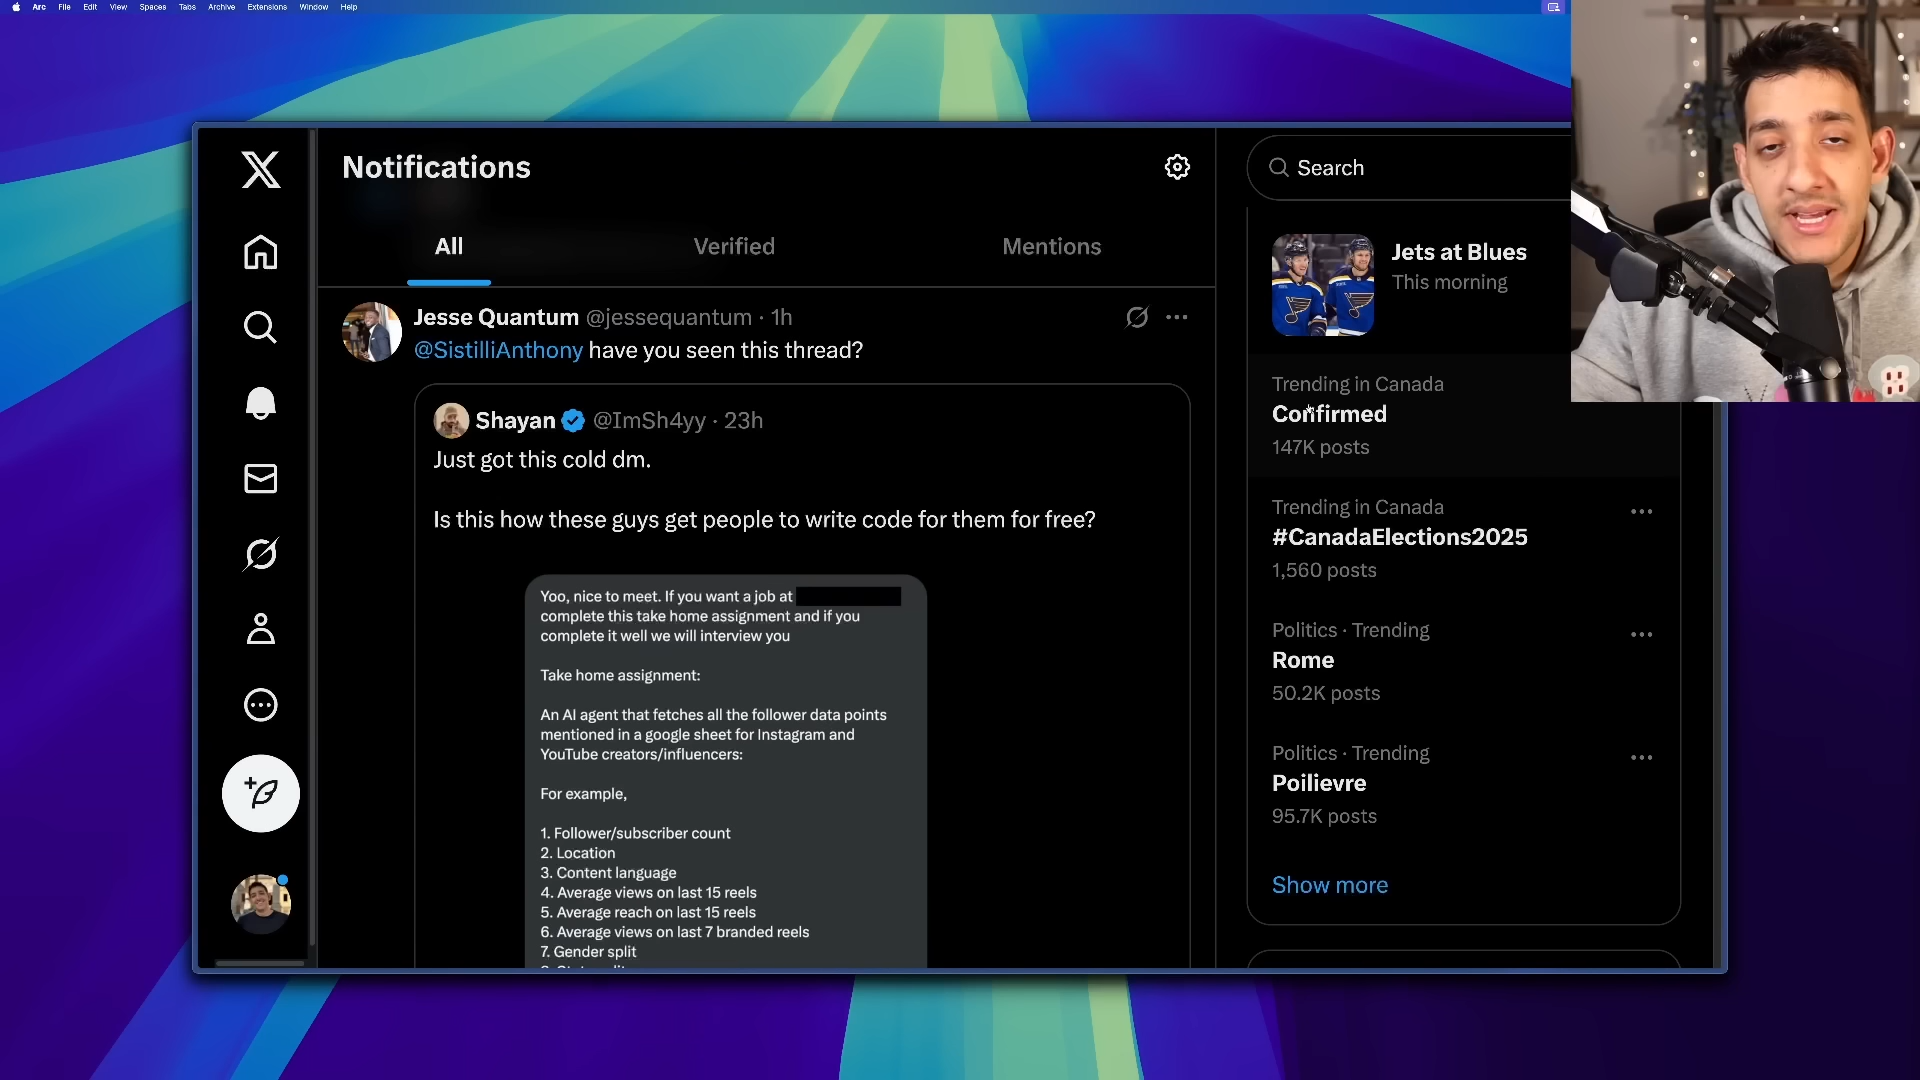 Arc File Edit View Spaces Tabs Archive Extensions Window Help
Notifications
All Verified Mentions
Jesse Quantum @jessequantum · 1h
@SistilliAnthony have you seen this thread?
Shayan @ImSh4yy · 23h
Just got this cold dm.
Is this how these guys get people to write code for them for free?
Yoo, nice to meet. If you want a job at
complete this take home assignment and if you
complete it well we will interview you
Take home assignment:
An AI agent that fetches all the follower data points
mentioned in a google sheet for Instagram and
YouTube creators/influencers:
For example,
1. Follower/subscriber count
2. Location
3. Content language
4. Average views on last 15 reels
5. Average reach on last 15 reels
6. Average views on last 7 branded reels
7. Gender split
Search
Jets at Blues
This morning
Trending in Canada
Confirmed
147K posts
Trending in Canada
#CanadaElections2025
1,560 posts
Politics · Trending
Rome
50.2K posts
Politics · Trending
Poilievre
95.7K posts
Show more